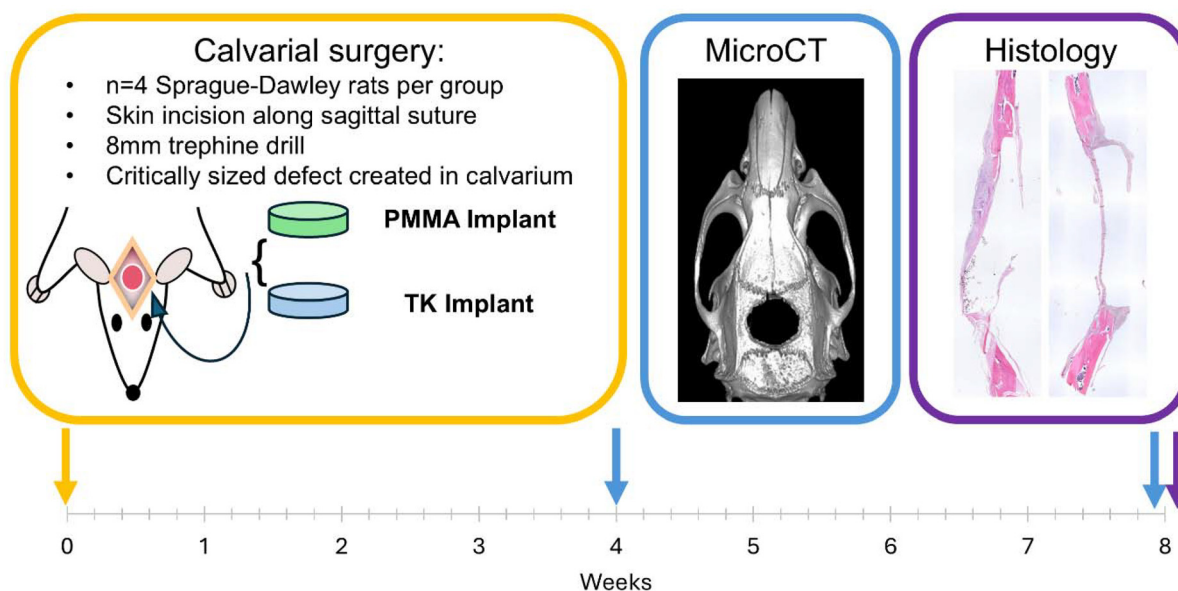 Calvarial surgery:
• n=4 Sprague-Dawley rats per group
• Skin incision along sagittal suture
• 8mm trephine drill
• Critically sized defect created in calvarium
PMMA Implant
{
TK Implant
MicroCT
Histology
0 1 2 3 4 5 6 7 8
Weeks